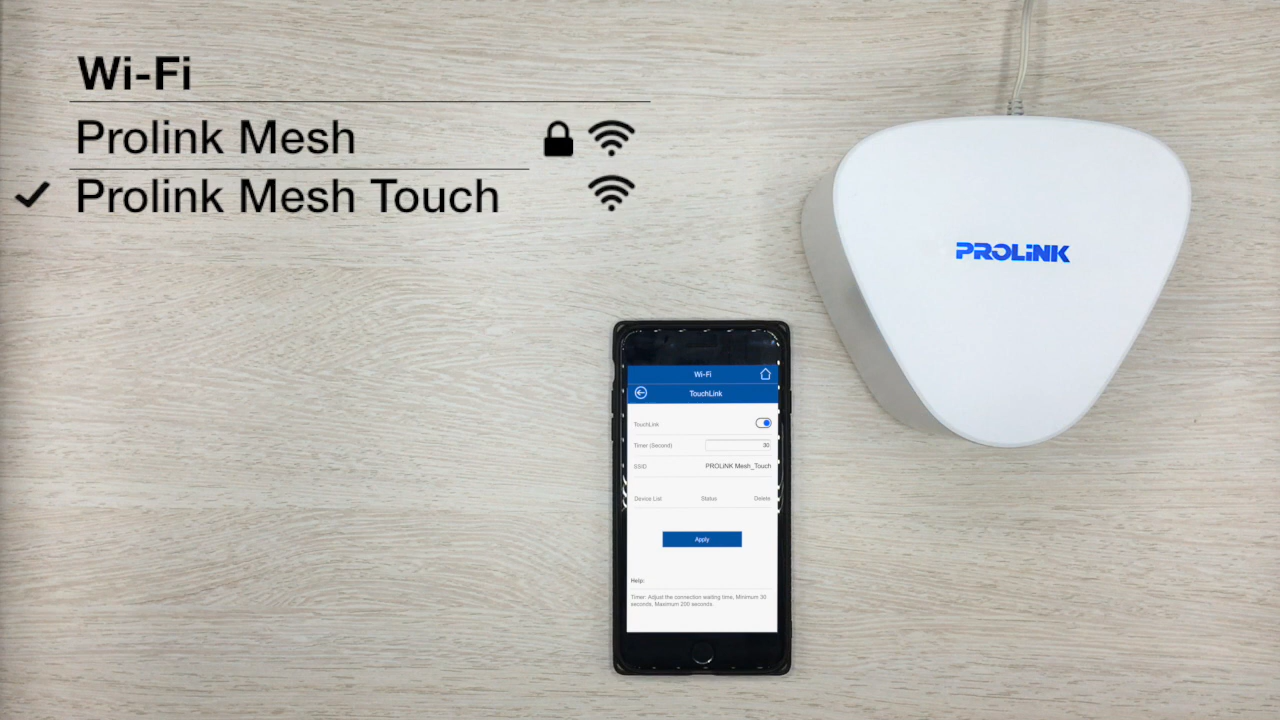 Wi-Fi
Prolink Mesh
Prolink Mesh Touch
PROLiNK
Wi-Fi
TouchLink
TouchLink
Timer (Second) 30
SSID PROLiNK Mesh_Touch
Device List Status Delete
Apply
Help:
Timer: Adjust the connection waiting time, Minimum 30
seconds, Maximum 200 seconds.